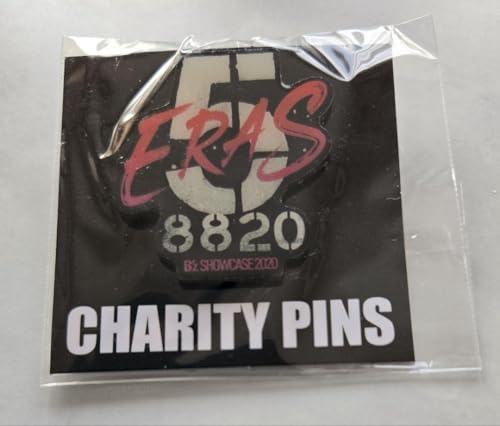 5
ERAS
8820
B'z SHOWCASE 2020
CHARITY PINS